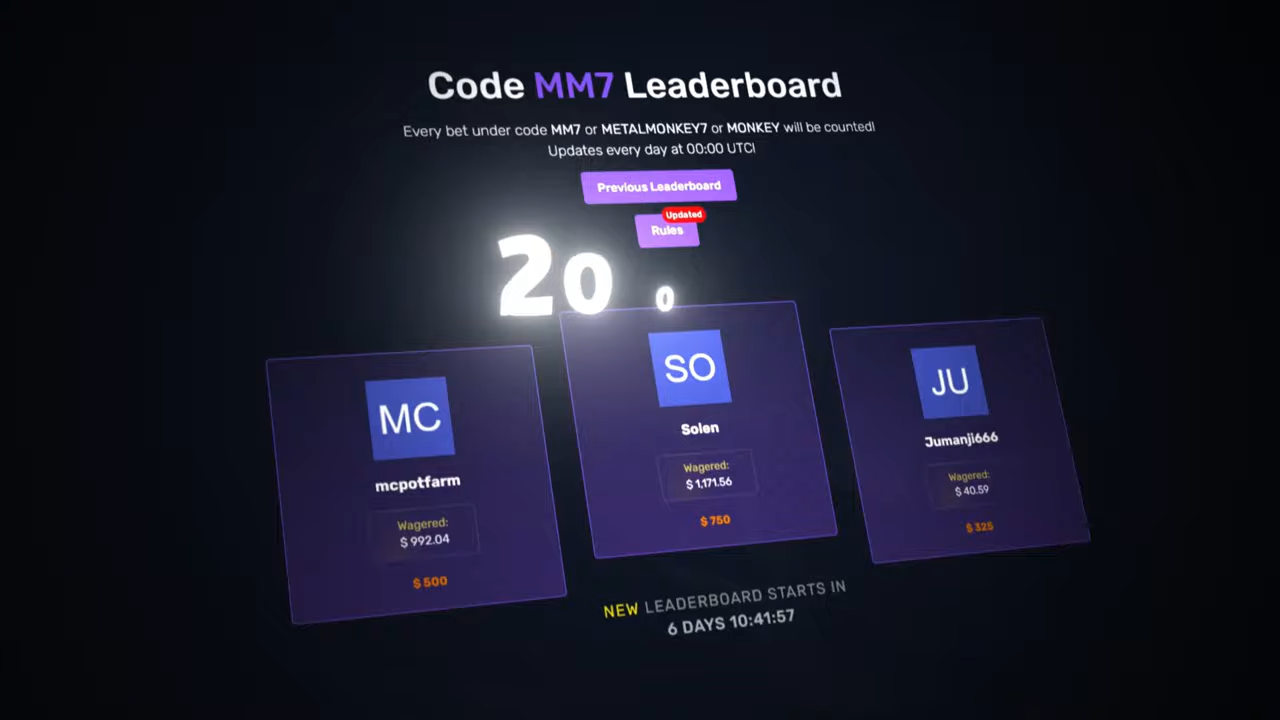 Code MM7 Leaderboard
Every bet under code MM7 or METALMONKEY7 or MONKEY will be counted!
Updates every day at 00:00 UTC!
Previous Leaderboard
Updated
Rules
20 0
MC
mcpotfarm
Wagered:
$ 992.04
$ 500
SO
Solen
Wagered:
$ 1,171.56
$ 750
JU
Jumanji666
Wagered:
$ 40.59
$ 325
NEW LEADERBOARD STARTS IN
6 DAYS 10:41:57